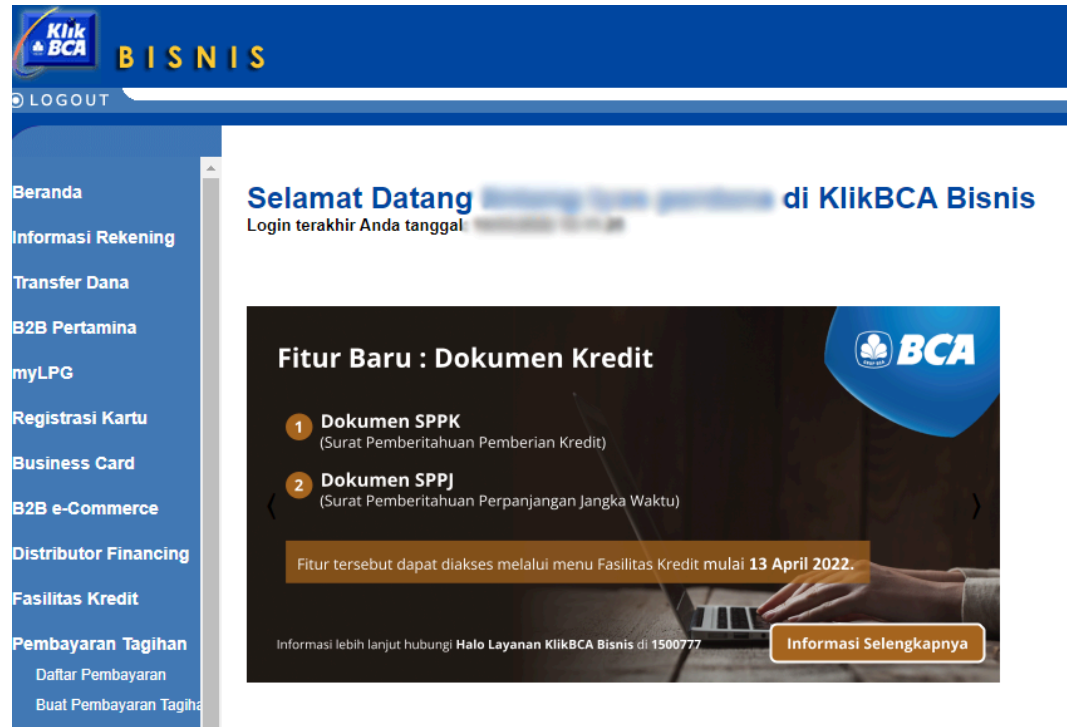 Klik
BCA
BISNIS
LOGOUT
Beranda
Informasi Rekening
Transfer Dana
B2B Pertamina
myLPG
Registrasi Kartu
Business Card
B2B e-Commerce
Distributor Financing
Fasilitas Kredit
Pembayaran Tagihan
Daftar Pembayaran
Buat Pembayaran
Selamat Datang di KlikBCA Bisnis
Login terakhir Anda tanggal:
BCA
Fitur Baru : Dokumen Kredit
1 Dokumen SPPK
(Surat Pemberitahuan Pemberian Kredit)
2 Dokumen SPPJ
(Surat Pemberitahuan Perpanjangan Jangka Waktu)
Fitur tersebut dapat diakses melalui menu Fasilitas Kredit mulai 13 April 2022.
Informasi lebih lanjut hubungi Halo Layanan KlikBCA Bisnis di 1500777
Informasi Selengkapnya